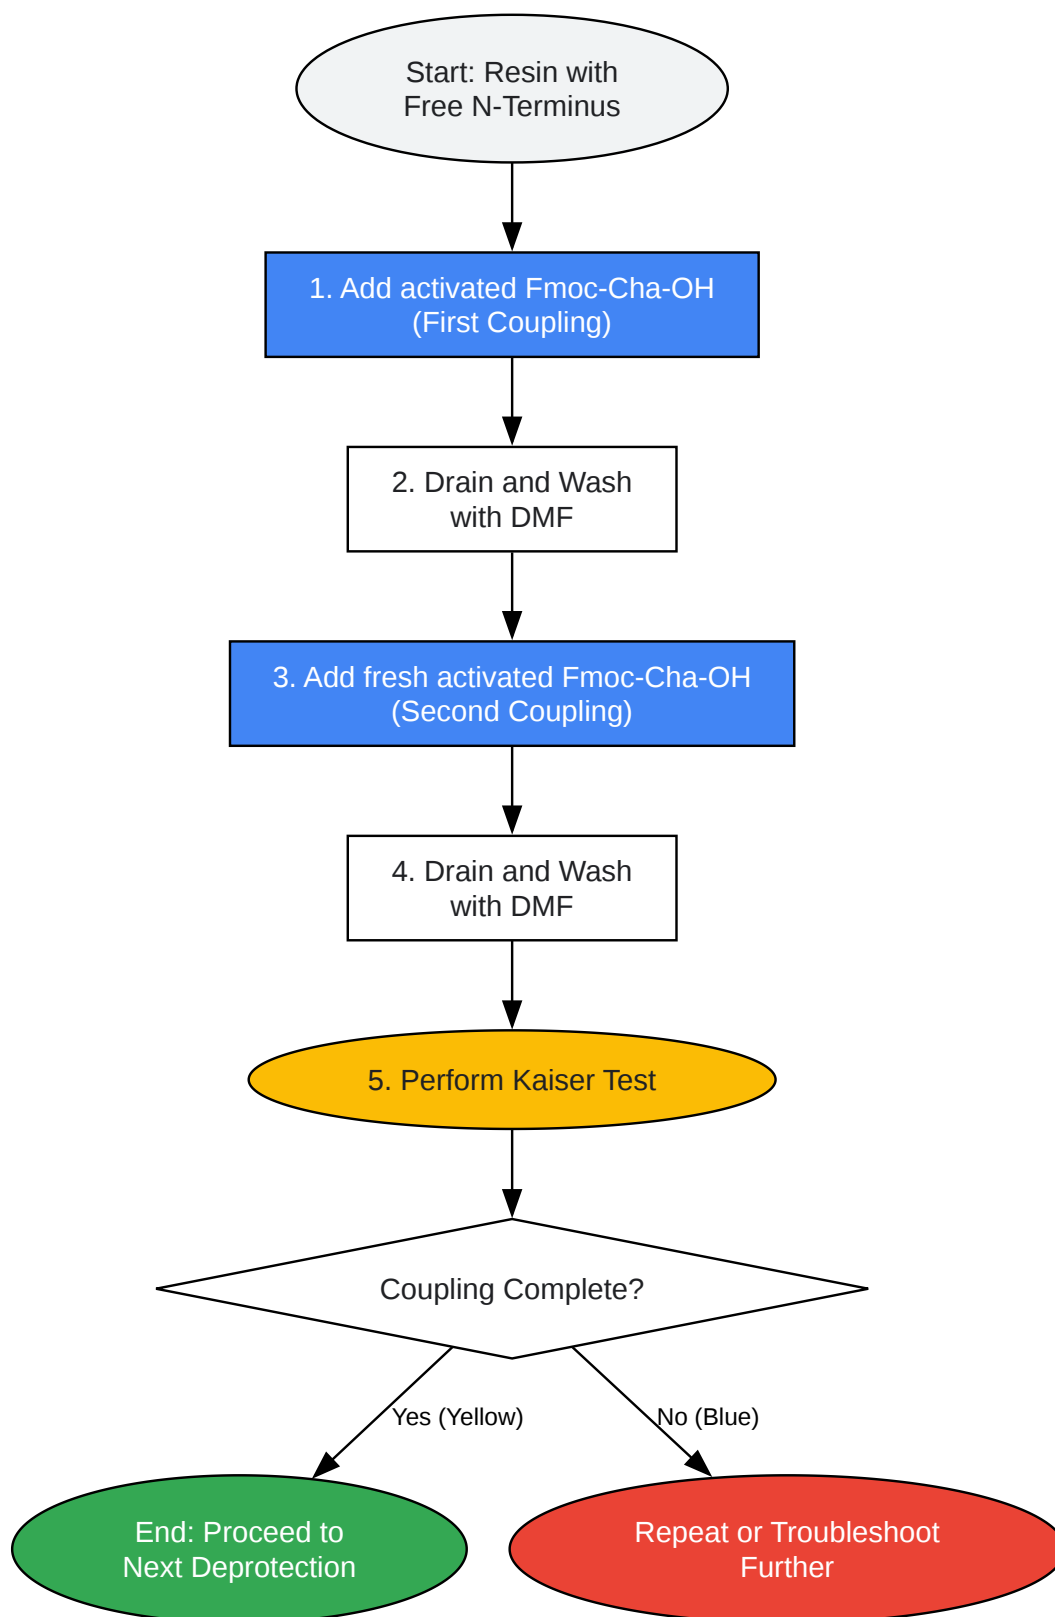 Start: Resin with
Free N-Terminus
1. Add activated Fmoc-Cha-OH
(First Coupling)
2. Drain and Wash
with DMF
3. Add fresh activated Fmoc-Cha-OH
(Second Coupling)
4. Drain and Wash
with DMF
5. Perform Kaiser Test
Coupling Complete?
Yes (Yellow)
No (Blue)
End: Proceed to
Next Deprotection
Repeat or Troubleshoot
Further